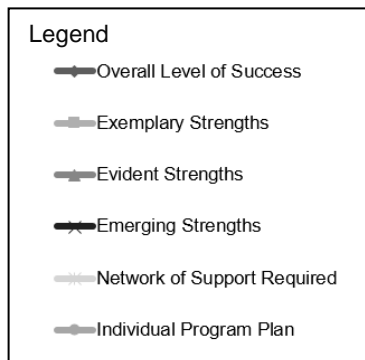 Legend
Overall Level of Success
Exemplary Strengths
Evident Strengths
Emerging Strengths
Network of Support Required
Individual Program Plan